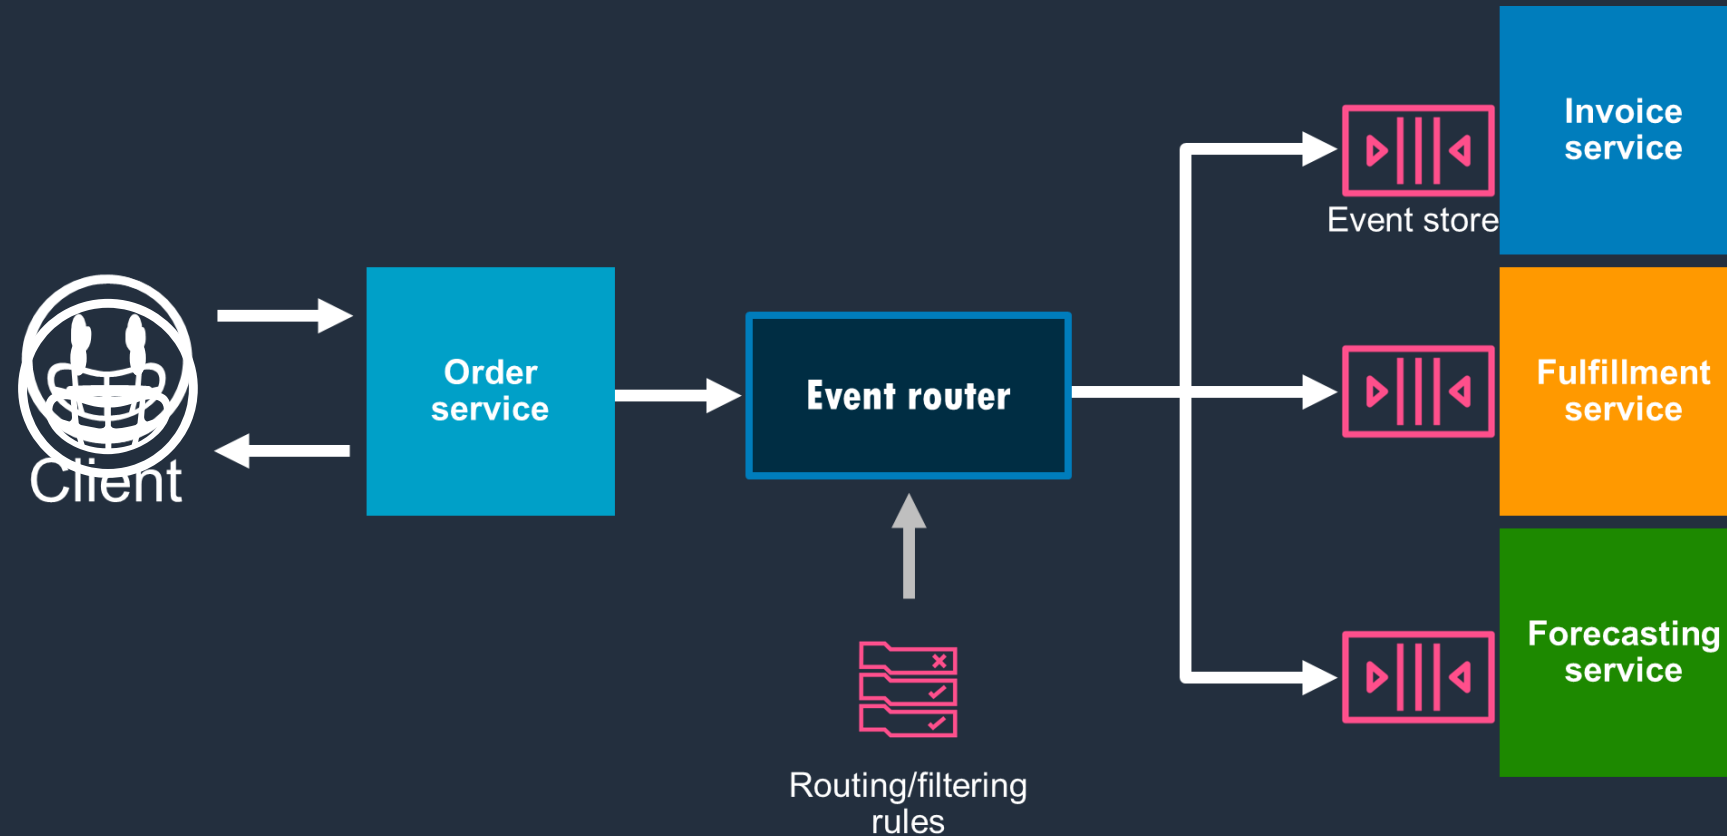 Client
Order
service
Event router
Routing/filtering
rules
Event store
Invoice
service
Fulfillment
service
Forecasting
service